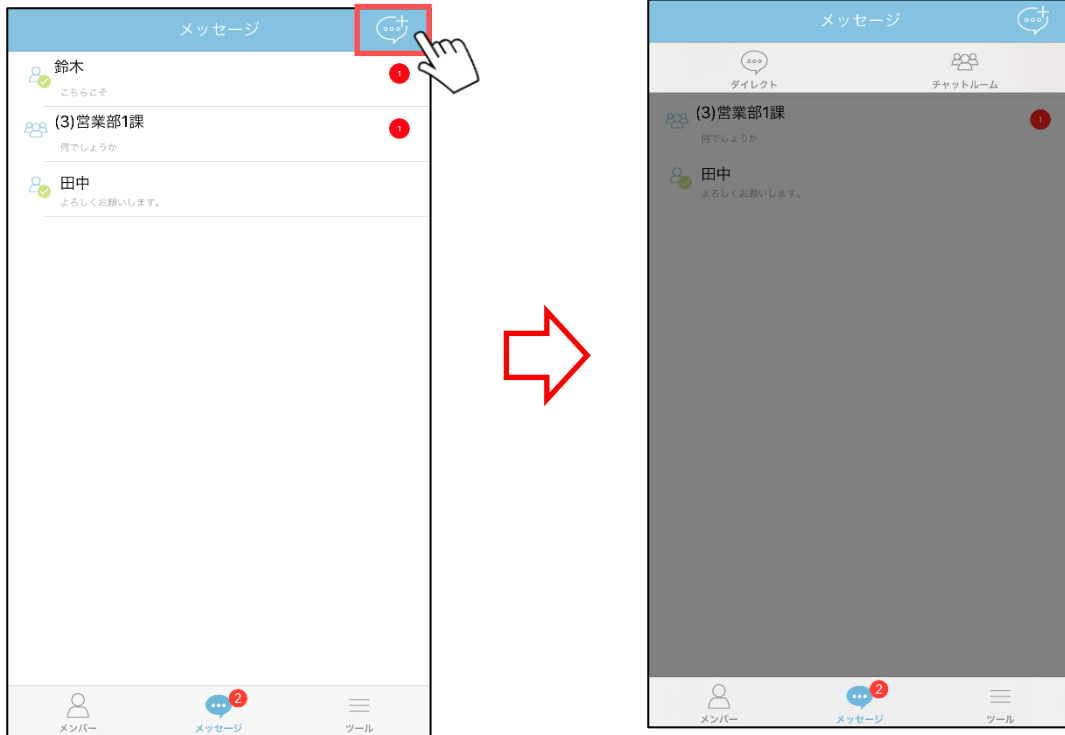 メッセージ
鈴木
1
こちらこそ
(3)営業部1課
1
何でしょうか
田中
よろしくお願いします。
2
メンバー
メッセージ
ツール
メッセージ
ダイレクト
チャットルーム
(3)営業部1課
1
何でしょうか
田中
よろしくお願いします。
2
メンバー
メッセージ
ツール